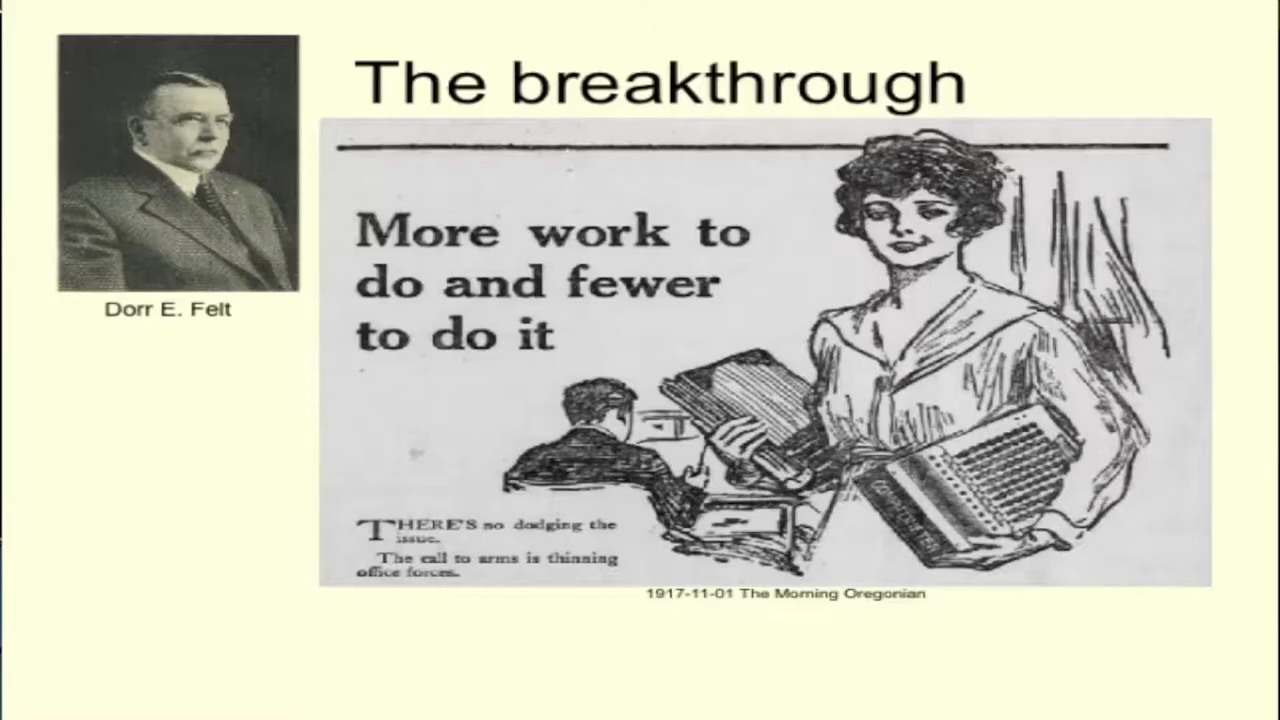 The breakthrough
Dorr E. Felt
More work to
do and fewer
to do it
THERE'S no dodging the
issue.
The call to arms is thinning
office forces.
COMPTOMETER
1917-11-01 The Morning Oregonian